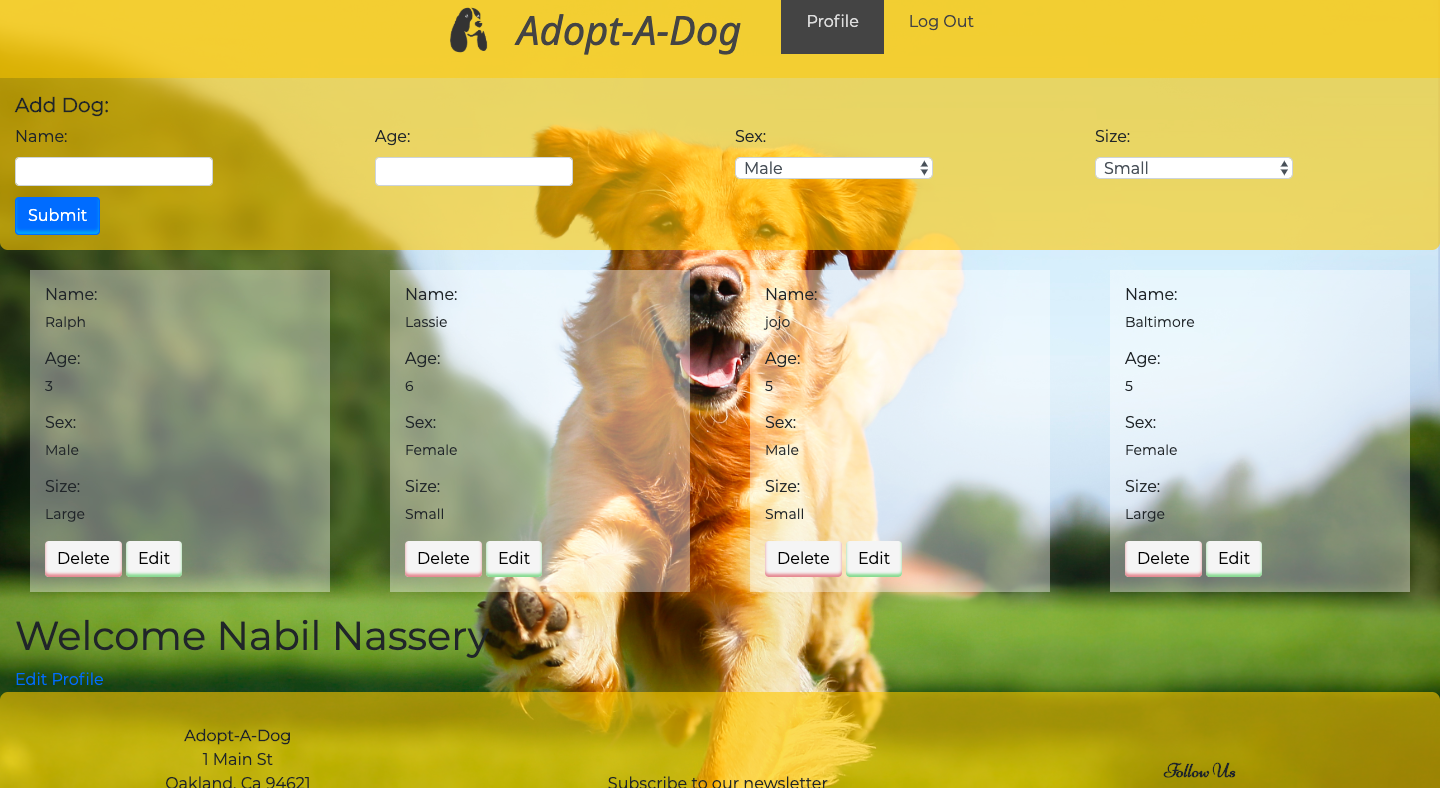 Adopt-A-Dog
Profile
Log Out
Add Dog:
Name:
Age:
Sex:
Size:
Male
Small
Submit
Name:
Ralph
Age:
3
Sex:
Male
Size:
Large
Delete Edit
Name:
Lassie
Age:
6
Sex:
Female
Size:
Small
Delete Edit
Name:
jojo
Age:
5
Sex:
Male
Size:
Small
Delete Edit
Name:
Baltimore
Age:
5
Sex:
Female
Size:
Large
Delete Edit
Welcome Nabil Nassery
Edit Profile
Adopt-A-Dog
1 Main St
Oakland, Ca 94621
Subscribe to our newsletter
Follow Us